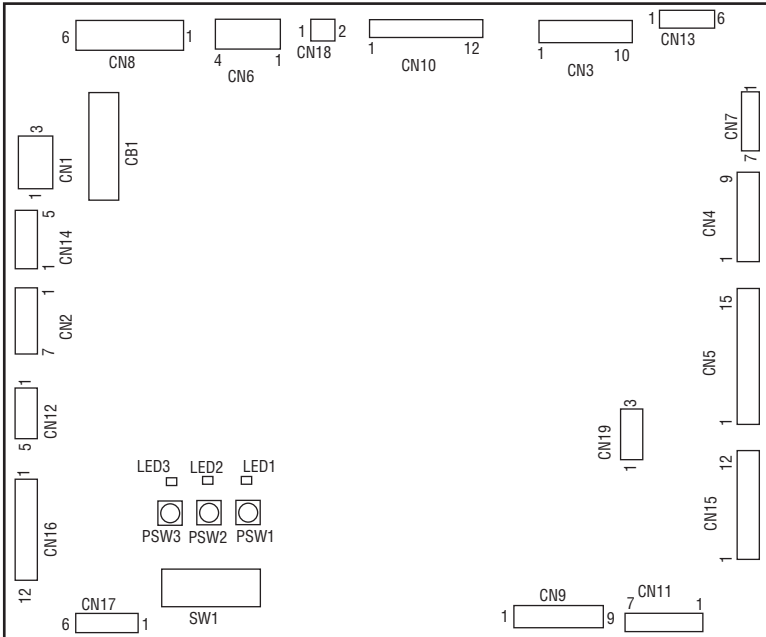 6 1
CN8
4 1
CN6
1 2
CN18
1 12
CN10
1 10
CN3
1 6
CN13
3
1
CN1
CB1
1
7
CN7
5
1
CN14
9
1
CN4
1
7
CN2
15
1
CN5
1
5
CN12
3
1
CN19
LED3 LED2 LED1
PSW3 PSW2 PSW1
1
12
CN16
12
1
CN15
SW1
CN17
6 1
CN9
1 9
CN11
7 1